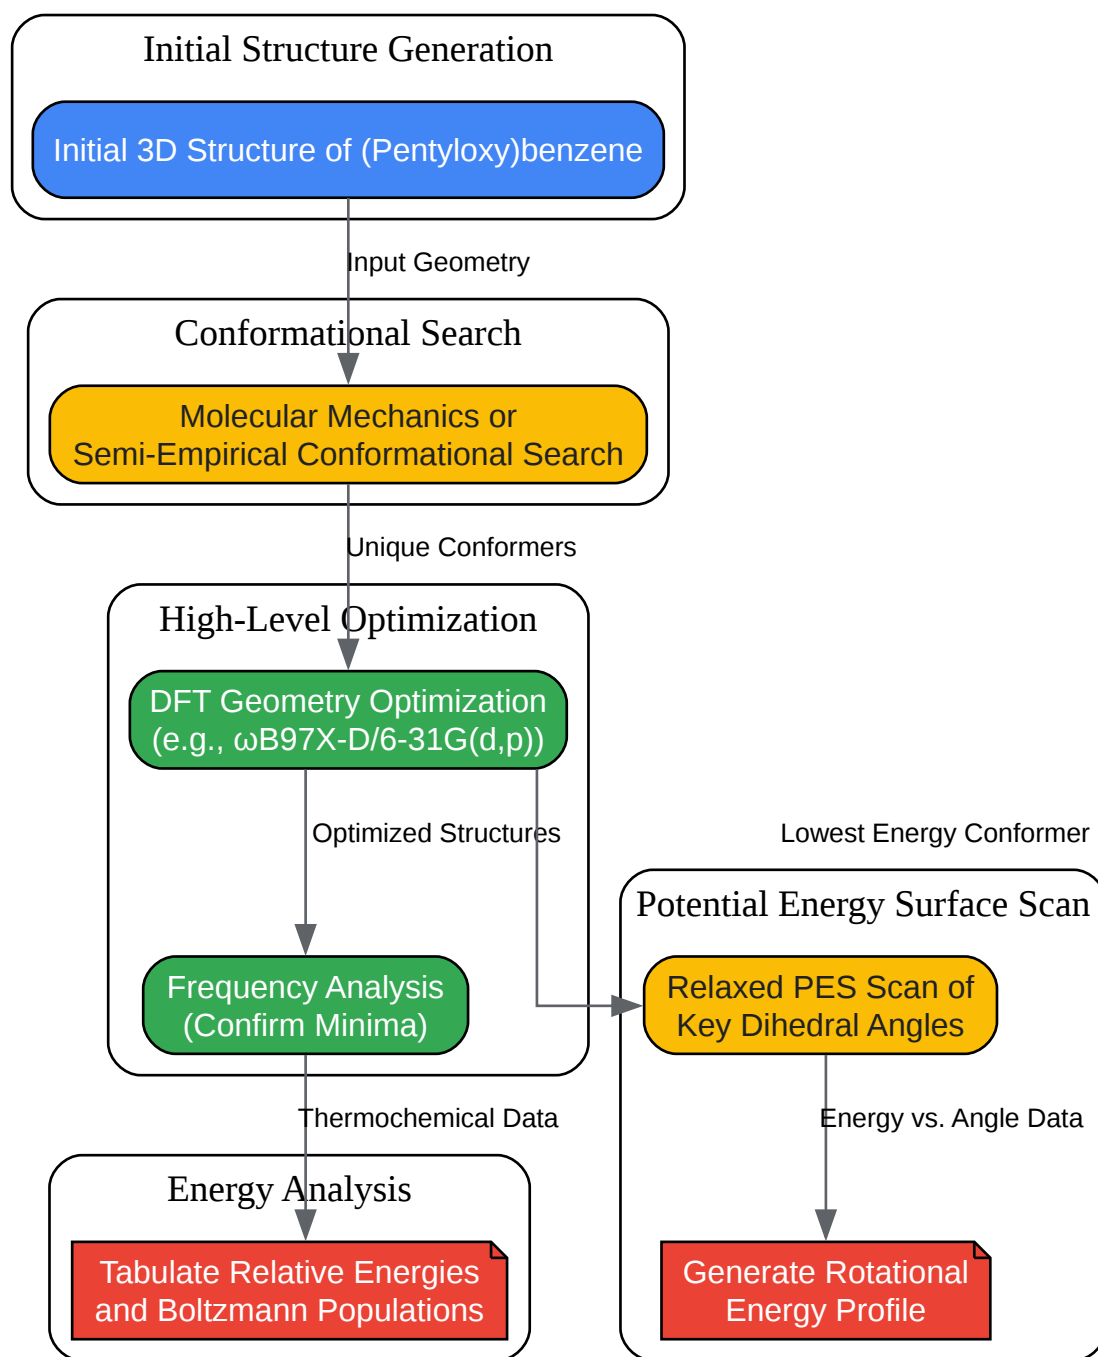 Initial Structure Generation
Initial 3D Structure of (Pentyloxy)benzene
Input Geometry
Conformational Search
Molecular Mechanics or
Semi-Empirical Conformational Search
Unique Conformers
High-Level Optimization
DFT Geometry Optimization
(e.g., ωB97X-D/6-31G(d,p))
Optimized Structures
Lowest Energy Conformer
Potential Energy Surface Scan
Frequency Analysis
(Confirm Minima)
Relaxed PES Scan of
Key Dihedral Angles
Thermochemical Data
Energy vs. Angle Data
Energy Analysis
Tabulate Relative Energies
and Boltzmann Populations
Generate Rotational
Energy Profile